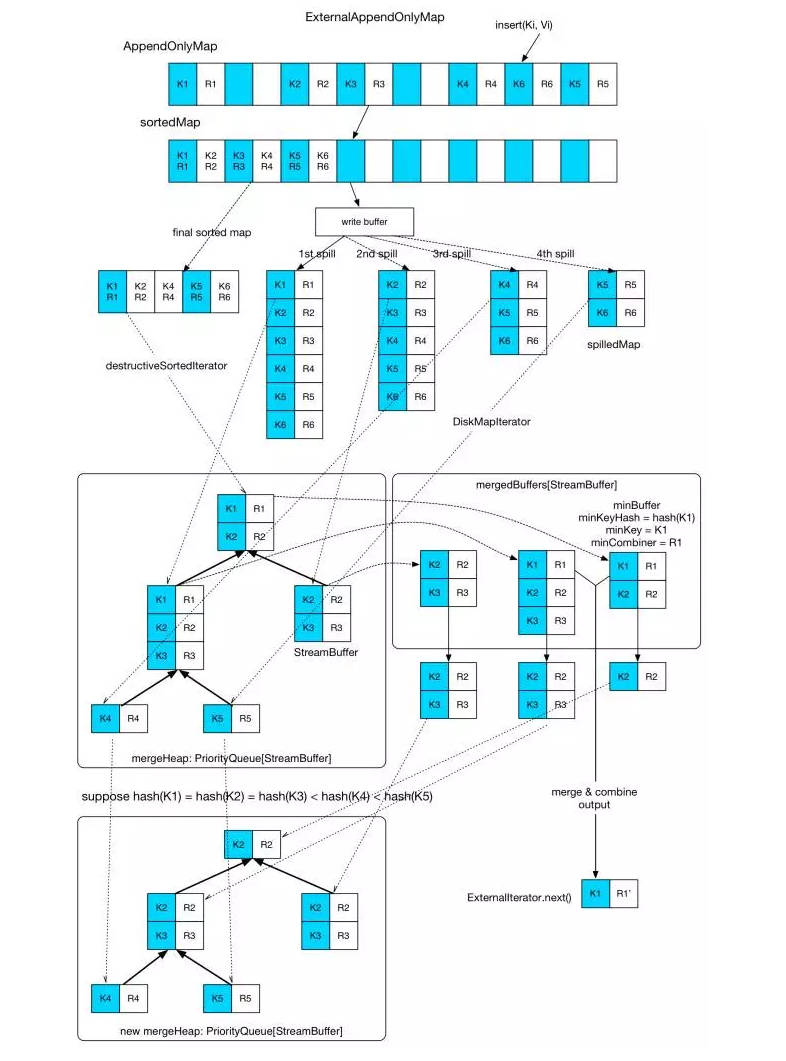 ExternalAppendOnlyMap
insert(Ki, Vi)
AppendOnlyMap
K1 R1 K2 R2 K3 R3 K4 R4 K6 R6 K5 R5
sortedMap
K1 K2 K3 K4 K5 K6
R1 R2 R3 R4 R5 R6
write buffer
final sorted map
1st spill 2nd spill 3rd spill 4th spill
K1 K2 K4 K5 K6
R1 R2 R4 R5 R6
K1 R1
K2 R2
K3 R3
K4 R4
K5 R5
K6 R6
K2 R2
K3 R3
K4 R4
K5 R5
K6 R6
K4 R4
K5 R5
K6 R6
K5 R5
K6 R6
spilledMap
destructiveSortedIterator
DiskMapIterator
K1 R1
K2 R2
K1 R1
K2 R2
K3 R3
K2 R2
K3 R3
StreamBuffer
K4 R4
K5 R5
mergeHeap: PriorityQueue[StreamBuffer]
mergedBuffers[StreamBuffer]
minBuffer
minKeyHash = hash(K1)
minKey = K1
minCombiner = R1
K2 R2
K3 R3
K1 R1
K2 R2
K3 R3
K1 R1
K2 R2
K2 R2
K3 R3
K2 R2
K3 R3
K2 R2
merge & combine
output
suppose hash(K1) = hash(K2) = hash(K3) < hash(K4) < hash(K5)
K2 R2
K2 R2
K3 R3
K2 R2
K3 R3
K4 R4
K5 R5
new mergeHeap: PriorityQueue[StreamBuffer]
ExternalIterator.next()
K1 R1'